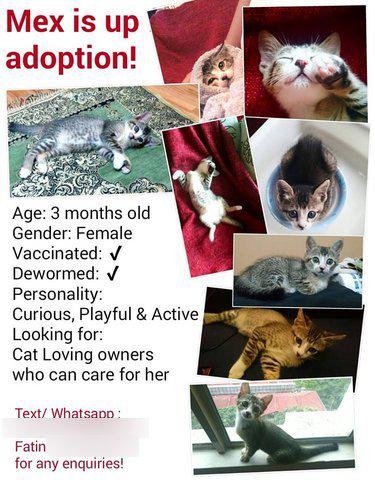 Mex is up
adoption!
Age: 3 months old
Gender: Female
Vaccinated: ✓
Dewormed: ✓
Personality:
Curious, Playful & Active
Looking for:
Cat Loving owners
who can care for her
Text/ Whatsapp :
Fatin
for any enquiries!